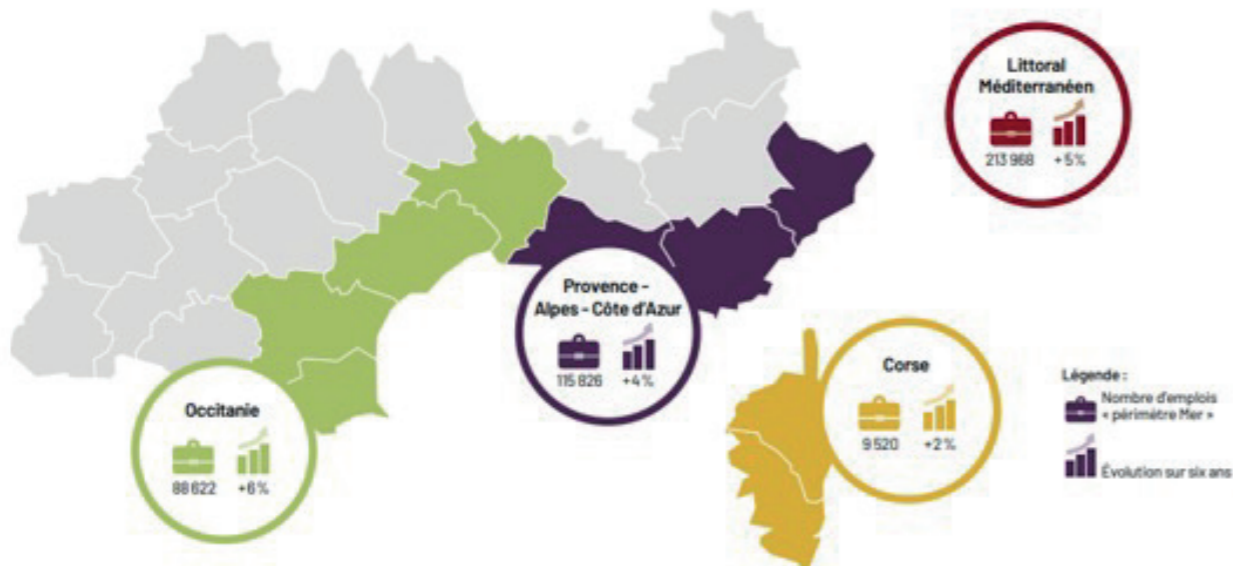 Littoral
Méditerranéen
213 968 +5%
Provence -
Alpes - Côte d'Azur
115 826 +4%
Corse
9 520 +2%
Occitanie
88 622 +6%
Légende :
Nombre d'emplois
« périmètre Mer »
Évolution sur six ans